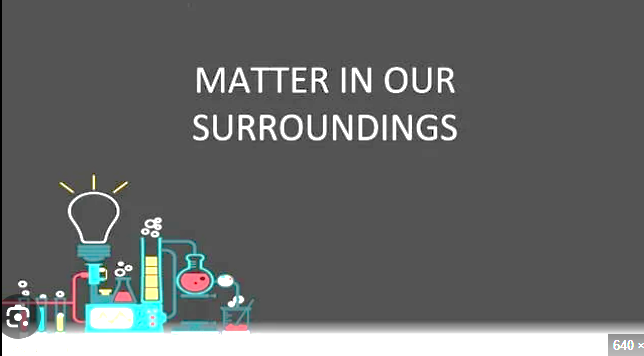 MATTER IN OUR
SURROUNDINGS
640 ×